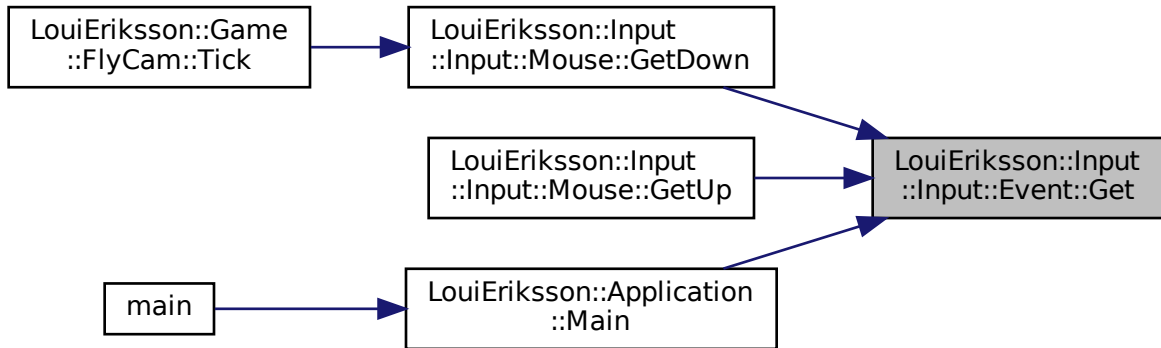 LouiEriksson::Game
::FlyCam::Tick
LouiEriksson::Input
::Input::Mouse::GetDown
LouiEriksson::Input
::Input::Mouse::GetUp
LouiEriksson::Input
::Input::Event::Get
main
LouiEriksson::Application
::Main